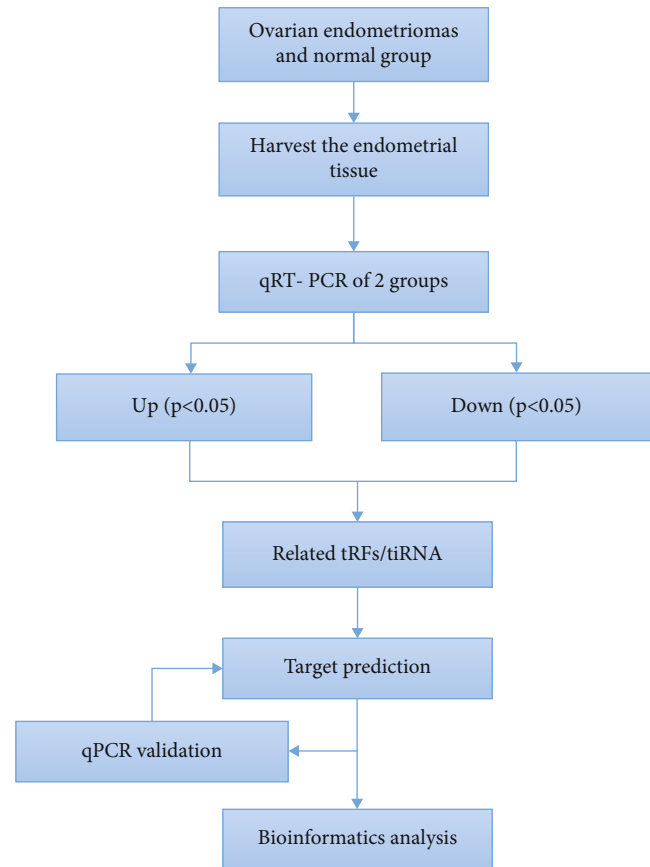 Ovarian endometriomas
and normal group
Harvest the endometrial
tissue
qRT- PCR of 2 groups
Up (p<0.05)
Down (p<0.05)
Related tRFs/tiRNA
Target prediction
qPCR validation
Bioinformatics analysis